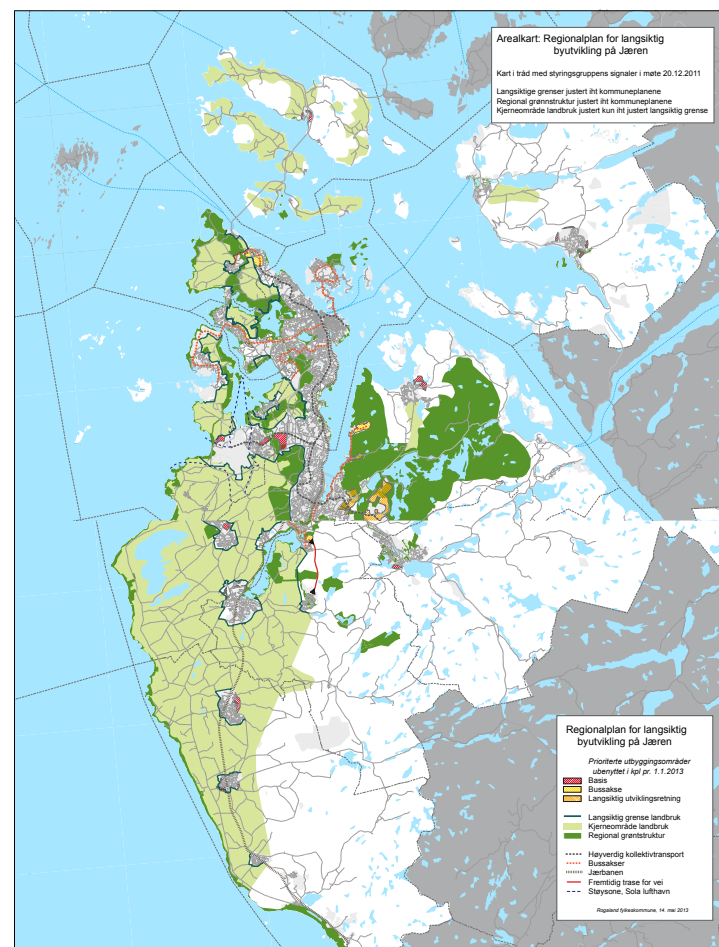 Arealkart: Regionalplan for langsiktig
byutvikling på Jæren
Kart i tråd med styringsgruppens signaler i møte 20.12.2011
Langsiktige grenser justert iht kommuneplanene
Regional grønnstruktur justert iht kommuneplanene
Kjerneområde landbruk justert kun iht justert langsiktig grense
Regionalplan for langsiktig
byutvikling på Jæren
Prioriterte utbyggingsområder
ubenyttet i kpl pr. 1.1.2013
Basis
Bussakse
Langsiktig utviklingsretning
Langsiktig grense landbruk
Kjerneområde landbruk
Regional grøntstruktur
Høyverdig kollektivtransport
Bussakser
Jærbanen
Fremtidig trase for vei
Støysone, Sola lufthavn
Rogaland fylkeskommune, 14. mai 2013